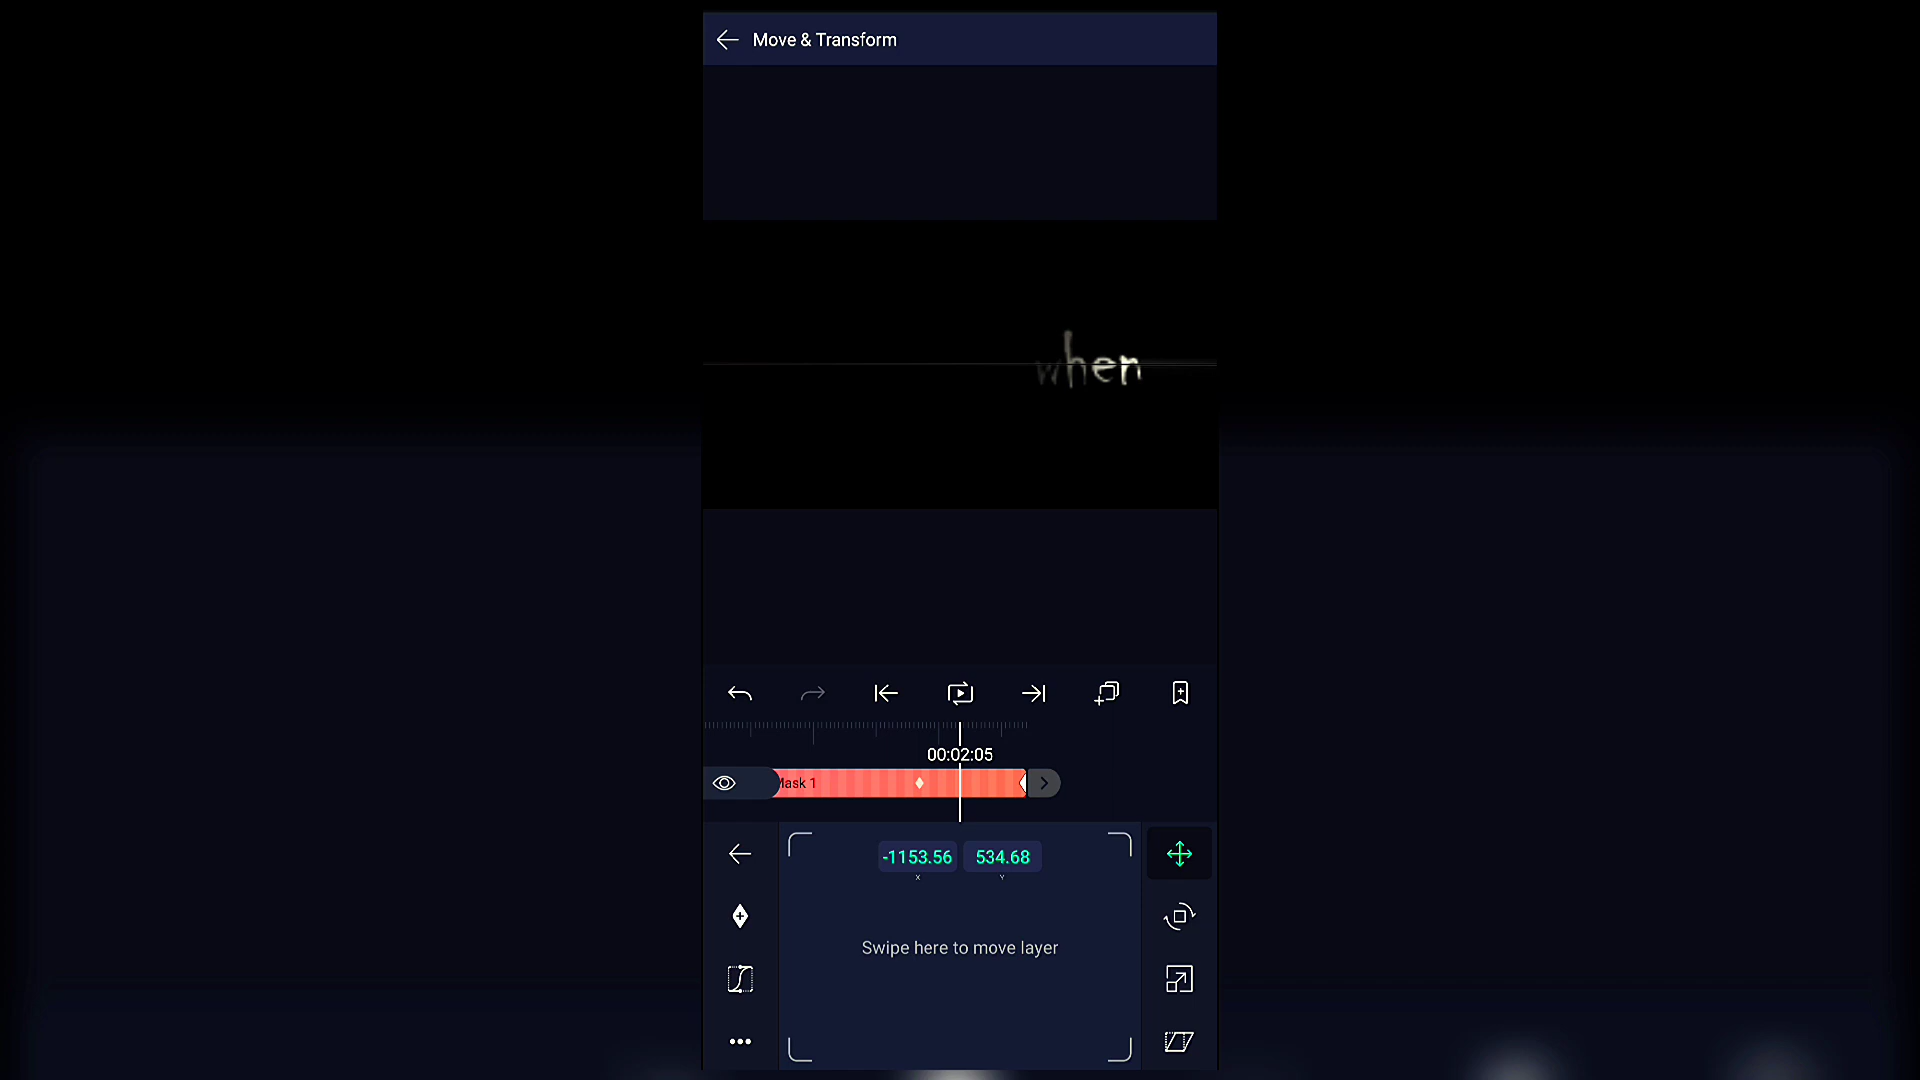 Move & Transform
when
00:02:05
Mask 1
-1153.56 534.68
X Y
Swipe here to move layer